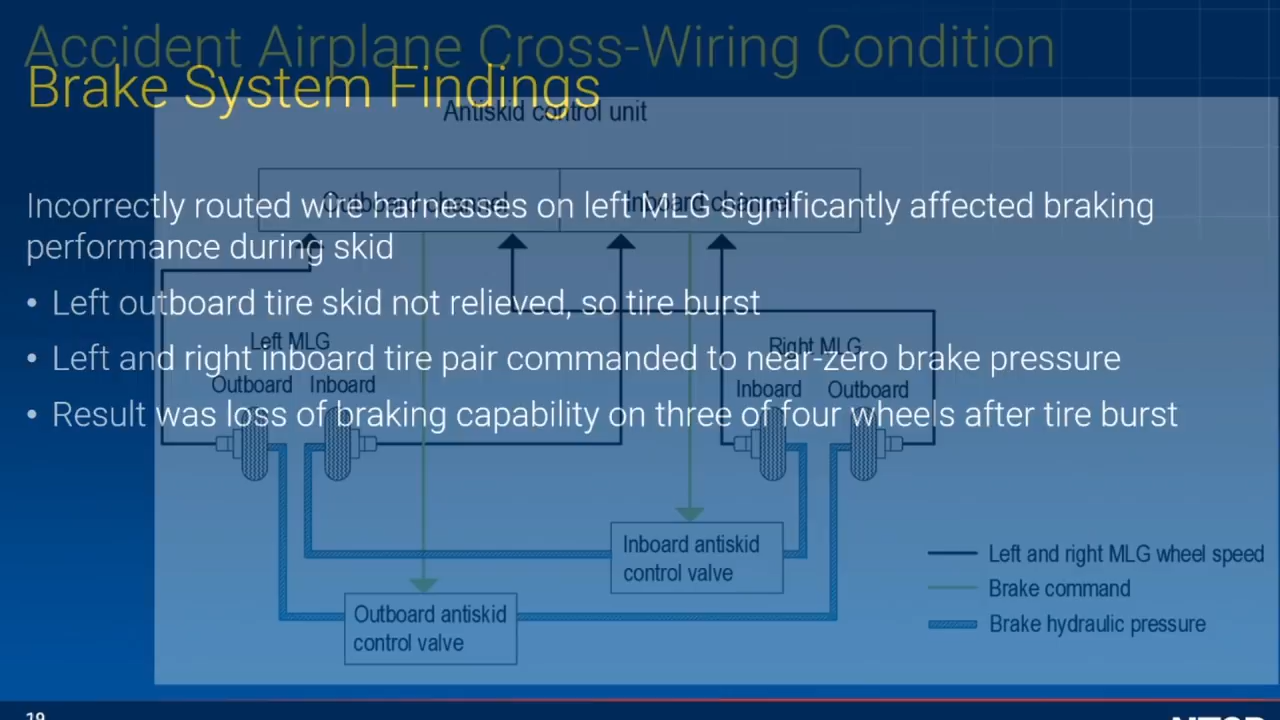 Accident Airplane Cross-Wiring Condition
Brake System Findings
Antiskid control unit
Outboard channel
Inboard channel
Incorrectly routed wire harnesses on left MLG significantly affected braking
performance during skid
• Left outboard tire skid not relieved, so tire burst
Left MLG
Right MLG
• Left and right inboard tire pair commanded to near-zero brake pressure
Outboard
Inboard
Inboard
Outboard
• Result was loss of braking capability on three of four wheels after tire burst
Inboard antiskid
control valve
Outboard antiskid
control valve
Left and right MLG wheel speed
Brake command
Brake hydraulic pressure
19
NTSB